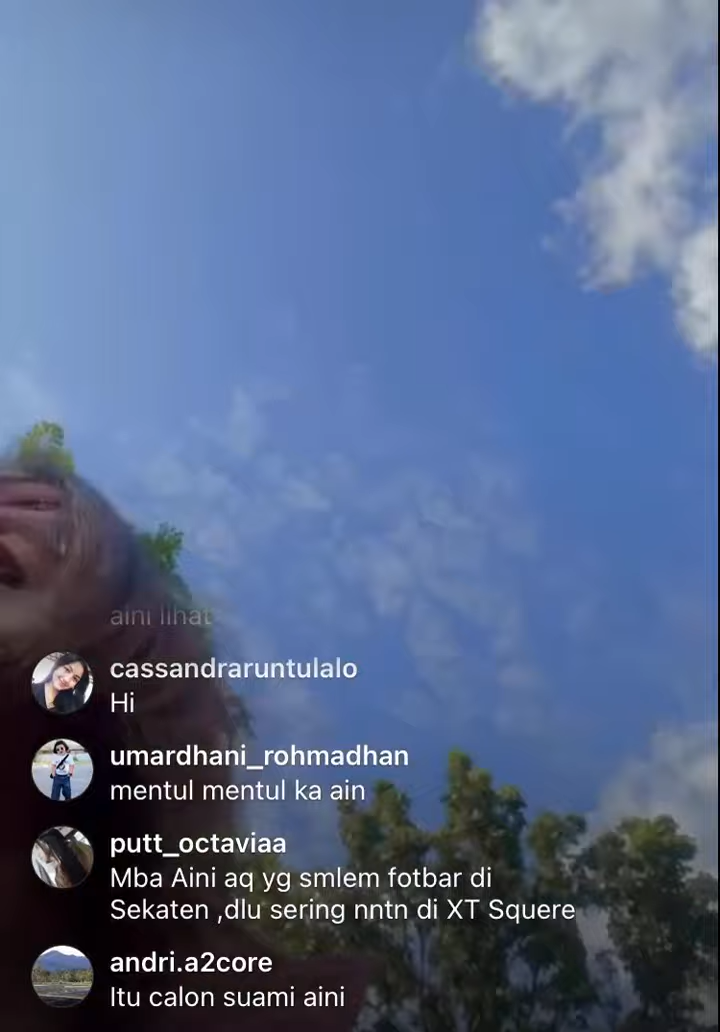 aini lihat
cassandraruntulalo
Hi
umardhani_rohmadhan
mentul mentul ka ain
putt_octaviaa
Mba Aini aq yg smlem fotbar di
Sekaten ,dlu sering nntn di XT Squere
andri.a2core
Itu calon suami aini